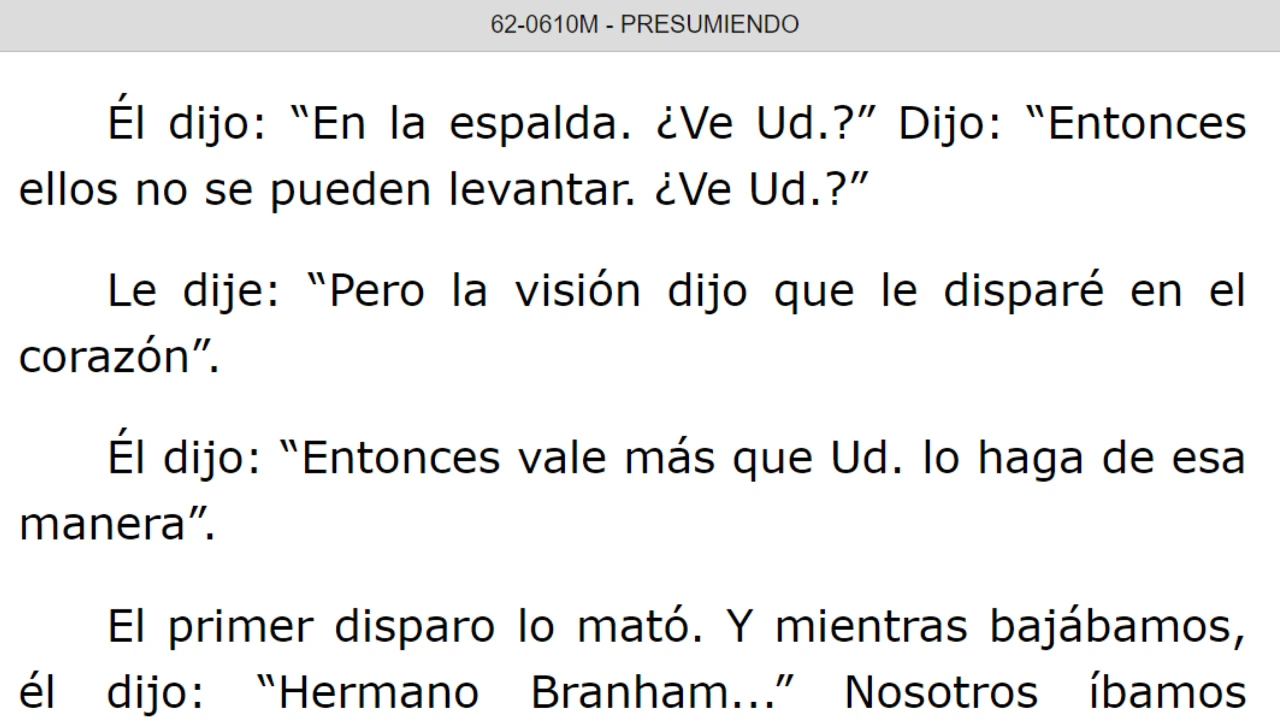 62-0610M - PRESUMIENDO
Él dijo: “En la espalda. ¿Ve Ud.?” Dijo: “Entonces
ellos no se pueden levantar. ¿Ve Ud.?”
Le dije: “Pero la visión dijo que le disparé en el
corazón”.
Él dijo: “Entonces vale más que Ud. lo haga de esa
manera”.
El primer disparo lo mató. Y mientras bajábamos,
él dijo: “Hermano Branham...” Nosotros íbamos